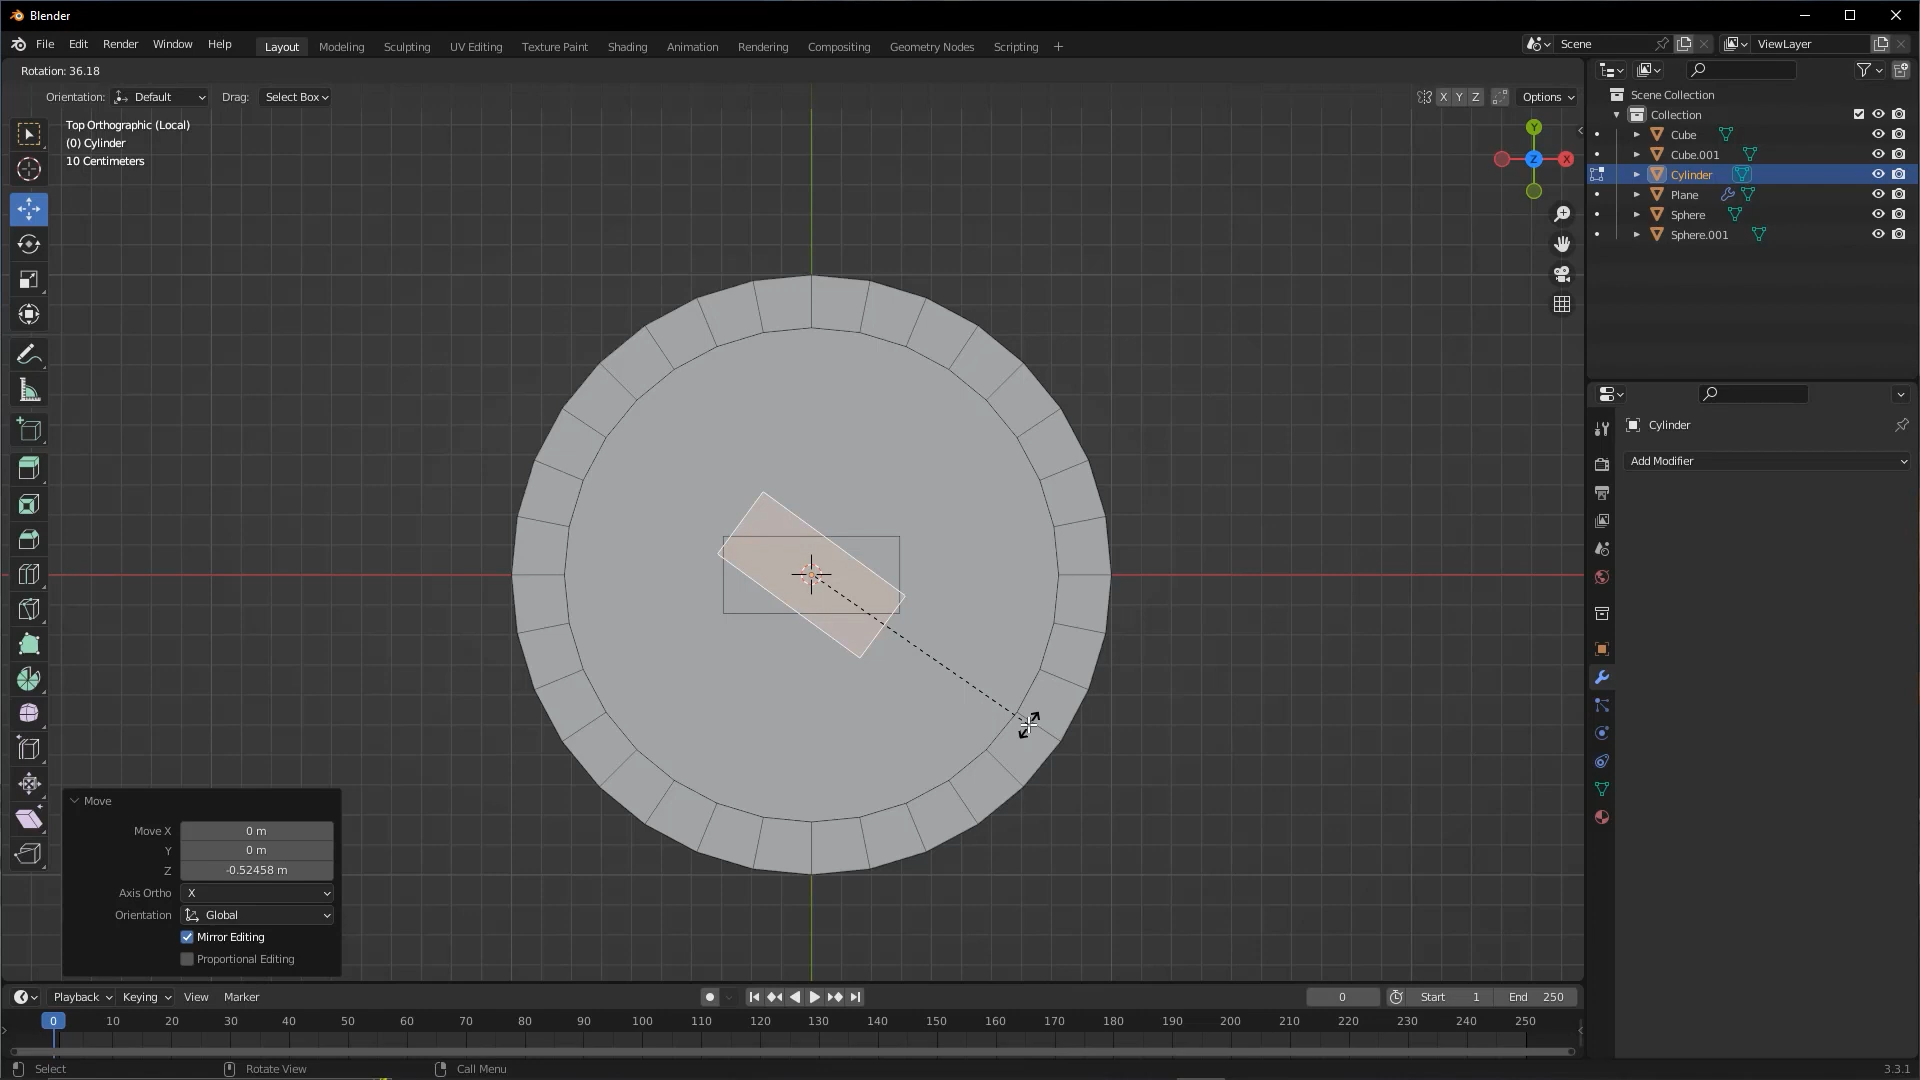 Blender
File Edit Render Window Help
Layout Modeling Sculpting UV Editing Texture Paint Shading Animation Rendering Compositing Geometry Nodes Scripting +
Scene
ViewLayer
Rotation: 36.18
Orientation: Default Drag: Select Box
X Y Z Options
Top Orthographic (Local)
(0) Cylinder
10 Centimeters
Y
Z
X
Scene Collection
Collection
Cube
Cube.001
Cylinder
Plane
Sphere
Sphere.001
Cylinder
Add Modifier
Move
Move X 0 m
Y 0 m
Z -0.52458 m
Axis Ortho X
Orientation Global
Mirror Editing
Proportional Editing
Playback Keying View Marker
0 Start 1 End 250
0 10 20 30 40 50 60 70 80 90 100 110 120 130 140 150 160 170 180 190 200 210 220 230 240 250
Select Rotate View Call Menu
3.3.1